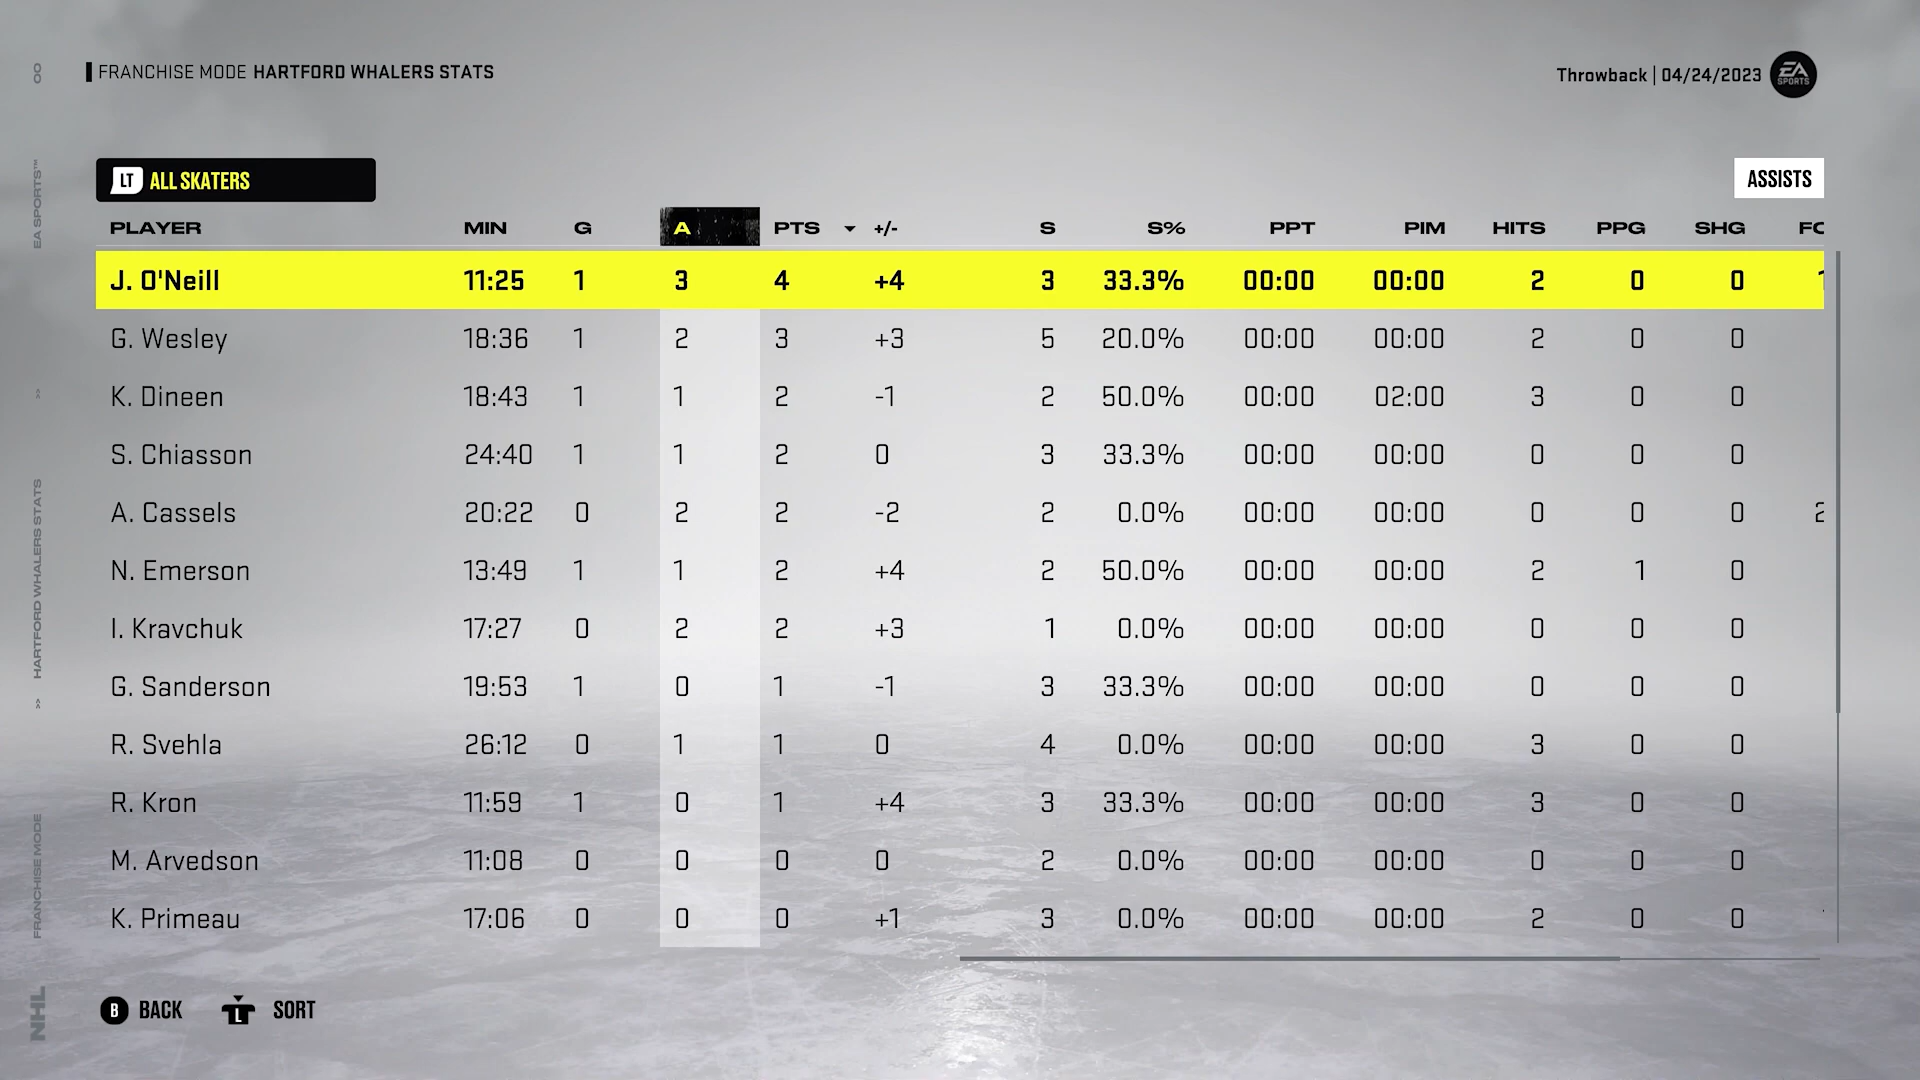 FRANCHISE MODE HARTFORD WHALERS STATS
Throwback | 04/24/2023
EA SPORTS
LT ALL SKATERS
ASSISTS
PLAYER MIN G A PTS +/- S S% PPT PIM HITS PPG SHG
J. O'Neill 11:25 1 3 4 +4 3 33.3% 00:00 00:00 2 0 0
G. Wesley 18:36 1 2 3 +3 5 20.0% 00:00 00:00 2 0 0
K. Dineen 18:43 1 1 2 -1 2 50.0% 00:00 02:00 3 0 0
S. Chiasson 24:40 1 1 2 0 3 33.3% 00:00 00:00 0 0 0
A. Cassels 20:22 0 2 2 -2 2 0.0% 00:00 00:00 0 0 0
N. Emerson 13:49 1 1 2 +4 2 50.0% 00:00 00:00 2 1 0
I. Kravchuk 17:27 0 2 2 +3 1 0.0% 00:00 00:00 0 0 0
G. Sanderson 19:53 1 0 1 -1 3 33.3% 00:00 00:00 0 0 0
R. Svehla 26:12 0 1 1 0 4 0.0% 00:00 00:00 3 0 0
R. Kron 11:59 1 0 1 +4 3 33.3% 00:00 00:00 3 0 0
M. Arvedson 11:08 0 0 0 0 2 0.0% 00:00 00:00 0 0 0
K. Primeau 17:06 0 0 0 +1 3 0.0% 00:00 00:00 2 0 0
B BACK L SORT
NHL FRANCHISE MODE >> HARTFORD WHALERS STATS >> EA SPORTS™